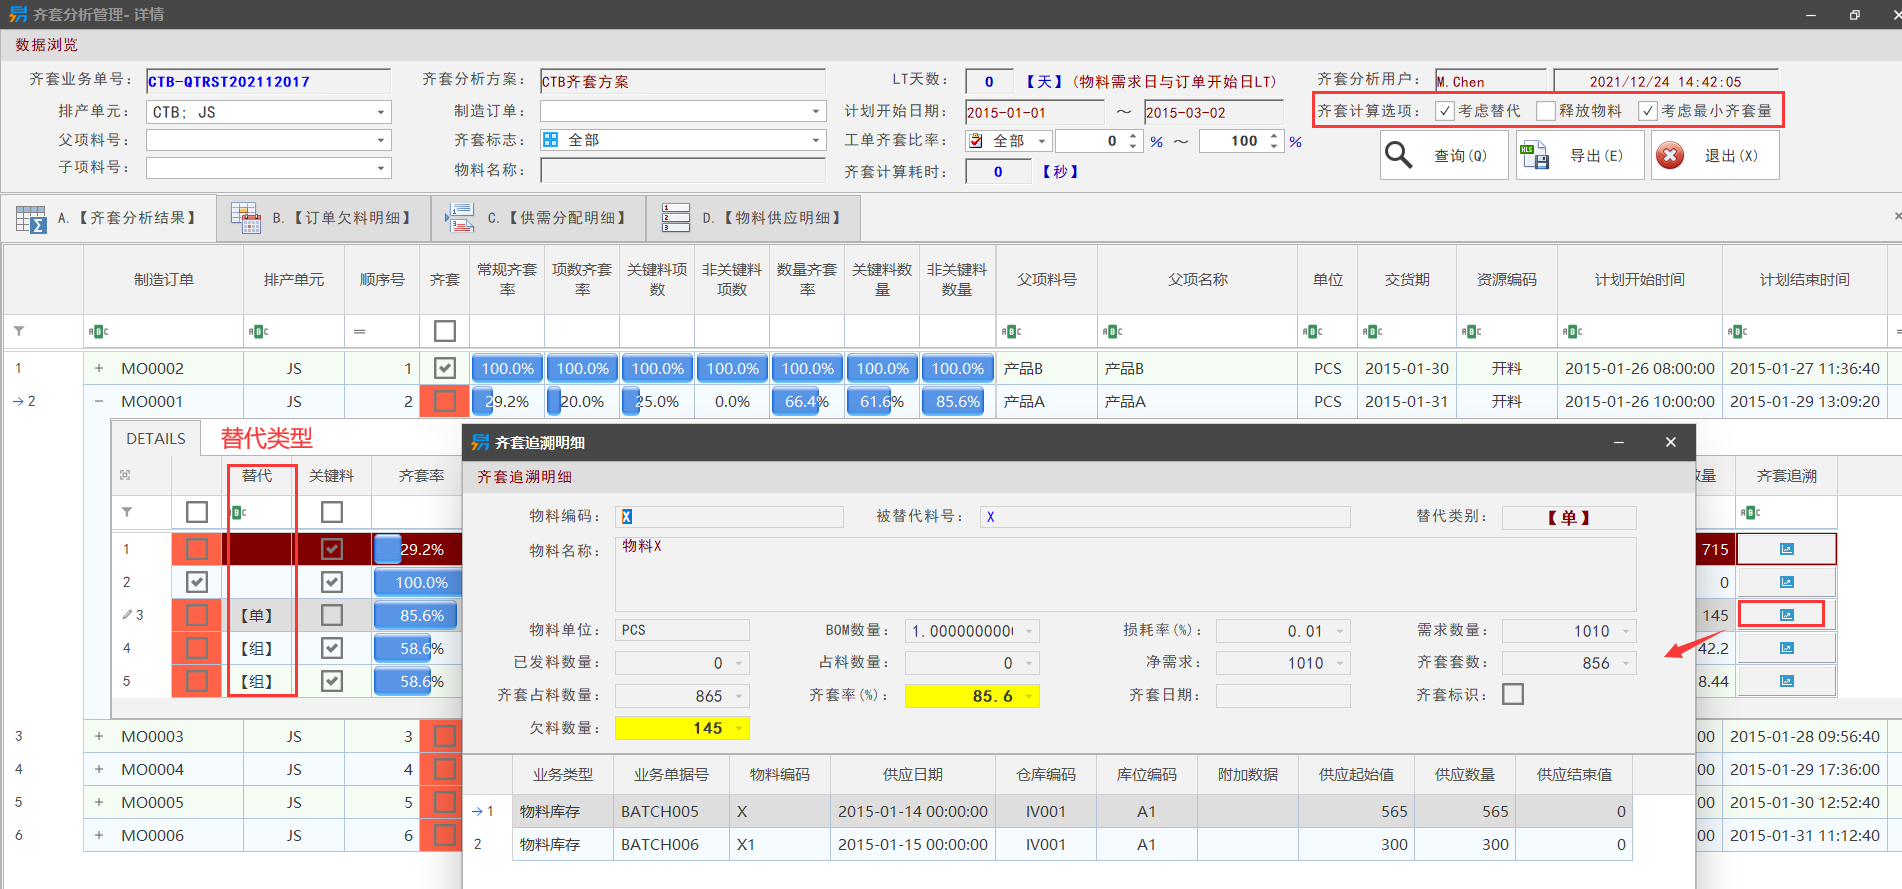 齐套分析管理- 详情
数据浏览
齐套业务单号: CTB-QTRST202112017 齐套分析方案: CTB齐套方案 LT天数: 0 【天】(物料需求日与订单开始日LT) 齐套分析用户: M.Chen 2021/12/24 14:42:05
排产单元: CTB; JS 制造订单: 计划开始日期: 2015-01-01 ~ 2015-03-02 齐套计算选项: 考虑替代 释放物料 考虑最小齐套量
父项料号: 齐套标志: 全部 工单齐套比率: 全部 0 % ~ 100 % 查询(Q) 导出(E) 退出(X)
子项料号: 物料名称: 齐套计算耗时: 0 【秒】
A.【齐套分析结果】 B.【订单欠料明细】 C.【供需分配明细】 D.【物料供应明细】
制造订单 排产单元 顺序号 齐套 常规齐套率 项数齐套率 关键料项数 非关键料项数 数量齐套率 关键料数量 非关键料数量 父项料号 父项名称 单位 交货期 资源编码 计划开始时间 计划结束时间
1 + MO0002 JS 1 100.0% 100.0% 100.0% 100.0% 100.0% 100.0% 100.0% 产品B 产品B PCS 2015-01-30 开料 2015-01-26 08:00:00 2015-01-27 11:36:40
2 − MO0001 JS 2 29.2% 20.0% 25.0% 0.0% 66.4% 61.6% 85.6% 产品A 产品A PCS 2015-01-31 开料 2015-01-26 10:00:00 2015-01-29 13:09:20
DETAILS 替代类型
替代 关键料 齐套率 数量 齐套追溯
1 29.2% 715
2 100.0% 0
3 【单】 85.6% 145
4 【组】 58.6% 42.2
5 【组】 58.6% 8.44
3 + MO0003 JS 3 00 2015-01-28 09:56:40
4 + MO0004 JS 4 00 2015-01-29 17:36:00
5 + MO0005 JS 5 00 2015-01-30 12:52:40
6 + MO0006 JS 6 00 2015-01-31 11:12:40
齐套追溯明细
齐套追溯明细
物料编码: X 被替代料号: X 替代类别: 【单】
物料名称: 物料X
物料单位: PCS BOM数量: 1.0000000000 损耗率(%): 0.01 需求数量: 1010
已发料数量: 0 占料数量: 0 净需求: 1010 齐套套数: 856
齐套占料数量: 865 齐套率(%): 85.6 齐套日期: 齐套标识:
欠料数量: 145
业务类型 业务单据号 物料编码 供应日期 仓库编码 库位编码 附加数据 供应起始值 供应数量 供应结束值
1 物料库存 BATCH005 X 2015-01-14 00:00:00 IV001 A1 565 565 0
2 物料库存 BATCH006 X1 2015-01-15 00:00:00 IV001 A1 300 300 0